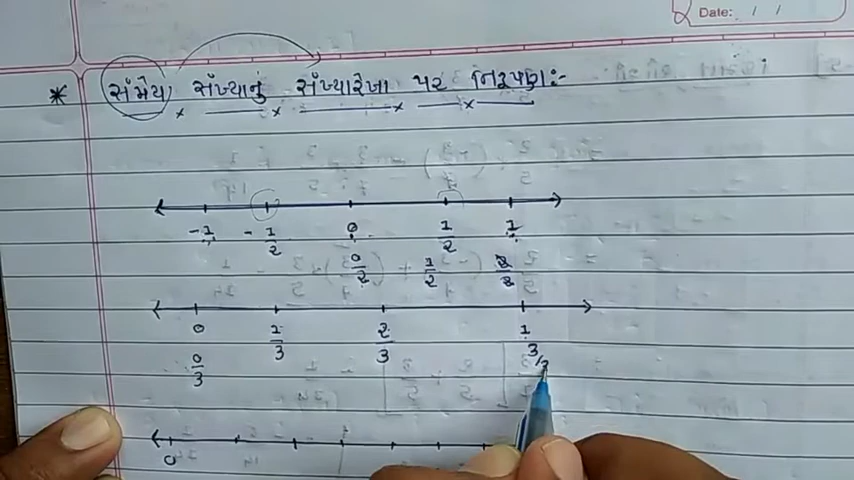 Date: / /
* સંમેય સંખ્યાનું સંખ્યારેખા પર નિરૂપણ:-
-1 -1/2 0 1/2 1
0/2 1/2 2/2
0 1/3 2/3 1
0/3 3/3
0